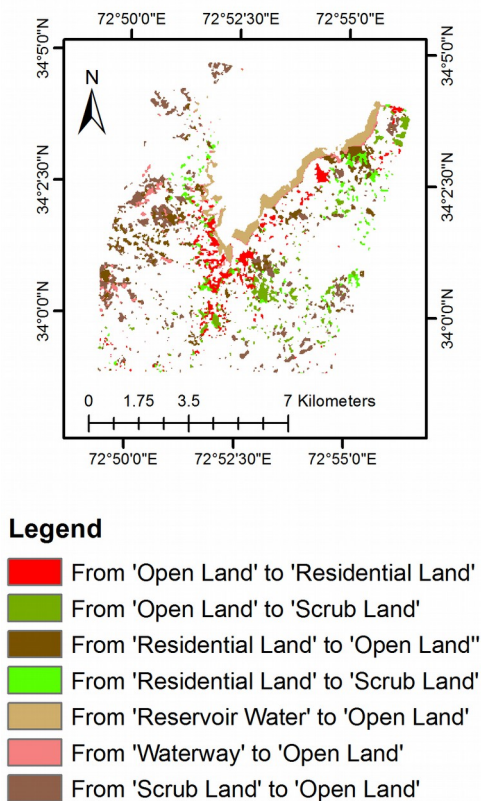 72°50'0"E 72°52'30"E 72°55'0"E
34°5'0"N
34°5'0"N
N
34°2'30"N
34°2'30"N
34°0'0"N
34°0'0"N
0 1.75 3.5 7 Kilometers
72°50'0"E 72°52'30"E 72°55'0"E
Legend
From 'Open Land' to 'Residential Land'
From 'Open Land' to 'Scrub Land'
From 'Residential Land' to 'Open Land''
From 'Residential Land' to 'Scrub Land'
From 'Reservoir Water' to 'Open Land'
From 'Waterway' to 'Open Land'
From 'Scrub Land' to 'Open Land'